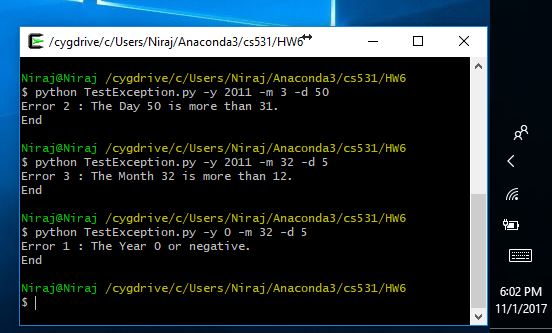 /cygdrive/c/Users/Niraj/Anaconda3/cs531/HW6
Niraj@Niraj /cygdrive/c/Users/Niraj/Anaconda3/cs531/HW6
$ python TestException.py -y 2011 -m 3 -d 50
Error 2 : The Day 50 is more than 31.
End
Niraj@Niraj /cygdrive/c/Users/Niraj/Anaconda3/cs531/HW6
$ python TestException.py -y 2011 -m 32 -d 5
Error 3 : The Month 32 is more than 12.
End
Niraj@Niraj /cygdrive/c/Users/Niraj/Anaconda3/cs531/HW6
$ python TestException.py -y 0 -m 32 -d 5
Error 1 : The Year 0 or negative.
End
Niraj@Niraj /cygdrive/c/Users/Niraj/Anaconda3/cs531/HW6
$
6:02 PM
11/1/2017